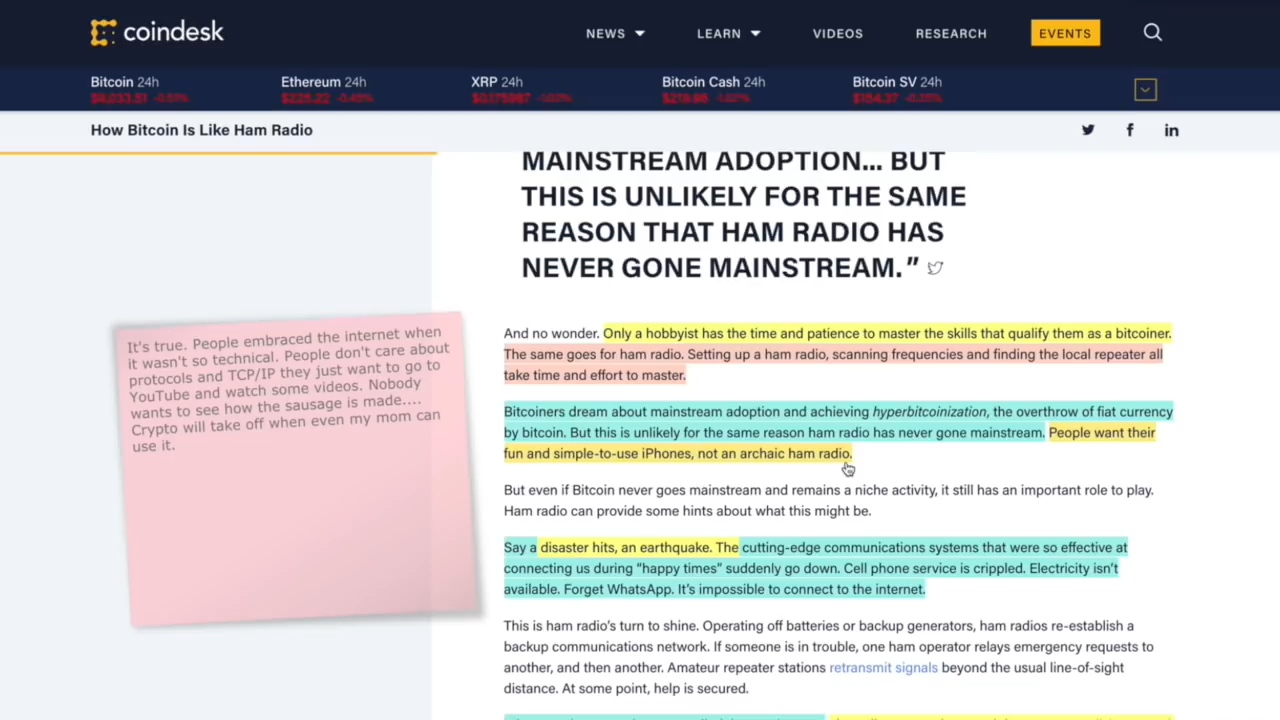 coindesk
NEWS
LEARN
VIDEOS
RESEARCH
EVENTS
Bitcoin 24h
Ethereum 24h
XRP 24h
Bitcoin Cash 24h
Bitcoin SV 24h
How Bitcoin Is Like Ham Radio
MAINSTREAM ADOPTION... BUT
THIS IS UNLIKELY FOR THE SAME
REASON THAT HAM RADIO HAS
NEVER GONE MAINSTREAM.”
It's true. People embraced the internet when
it wasn't so technical. People don't care about
protocols and TCP/IP they just want to go to
YouTube and watch some videos. Nobody
wants to see how the sausage is made....
Crypto will take off when even my mom can
use it.
And no wonder. Only a hobbyist has the time and patience to master the skills that qualify them as a bitcoiner.
The same goes for ham radio. Setting up a ham radio, scanning frequencies and finding the local repeater all
take time and effort to master.
Bitcoiners dream about mainstream adoption and achieving hyperbitcoinization, the overthrow of fiat currency
by bitcoin. But this is unlikely for the same reason ham radio has never gone mainstream. People want their
fun and simple-to-use iPhones, not an archaic ham radio.
But even if Bitcoin never goes mainstream and remains a niche activity, it still has an important role to play.
Ham radio can provide some hints about what this might be.
Say a disaster hits, an earthquake. The cutting-edge communications systems that were so effective at
connecting us during “happy times” suddenly go down. Cell phone service is crippled. Electricity isn’t
available. Forget WhatsApp. It’s impossible to connect to the internet.
This is ham radio’s turn to shine. Operating off batteries or backup generators, ham radios re-establish a
backup communications network. If someone is in trouble, one ham operator relays emergency requests to
another, and then another. Amateur repeater stations retransmit signals beyond the usual line-of-sight
distance. At some point, help is secured.